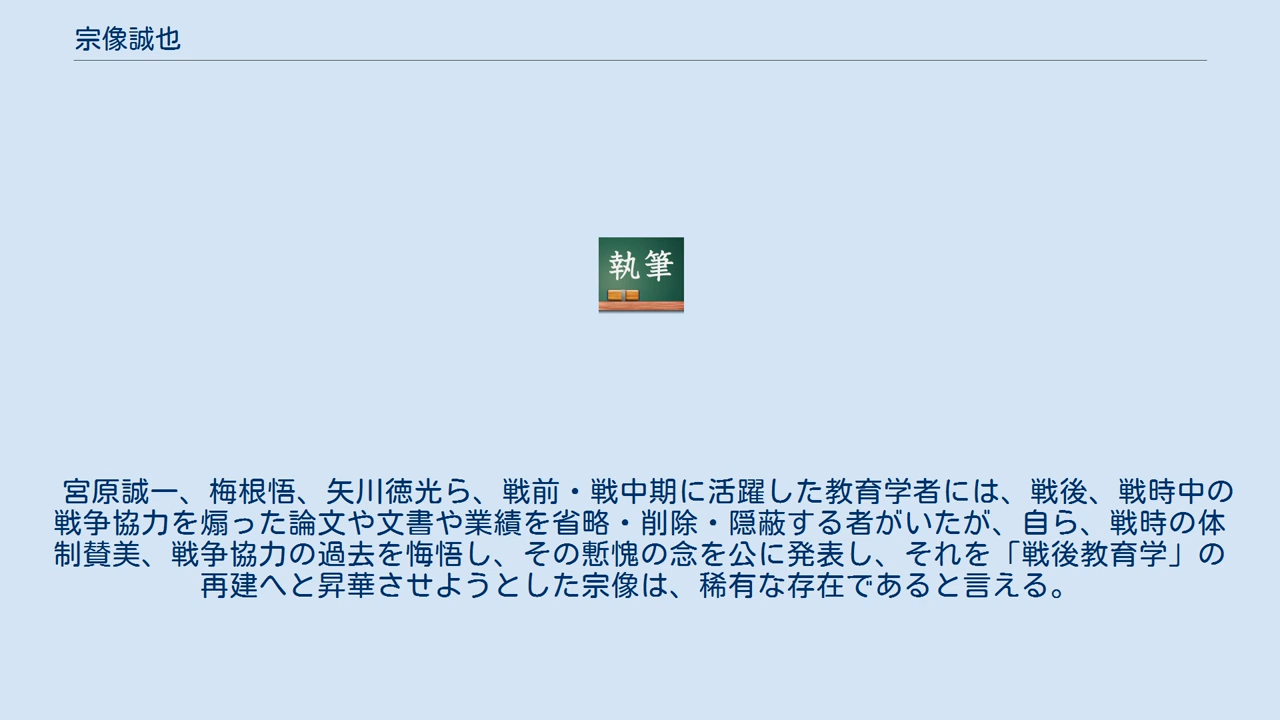 宗像誠也
執筆
宮原誠一、梅根悟、矢川徳光ら、戦前・戦中期に活躍した教育学者には、戦後、戦時中の
戦争協力を煽った論文や文書や業績を省略・削除・隠蔽する者がいたが、自ら、戦時の体
制賛美、戦争協力の過去を悔悟し、その慙愧の念を公に発表し、それを「戦後教育学」の
再建へと昇華させようとした宗像は、稀有な存在であると言える。